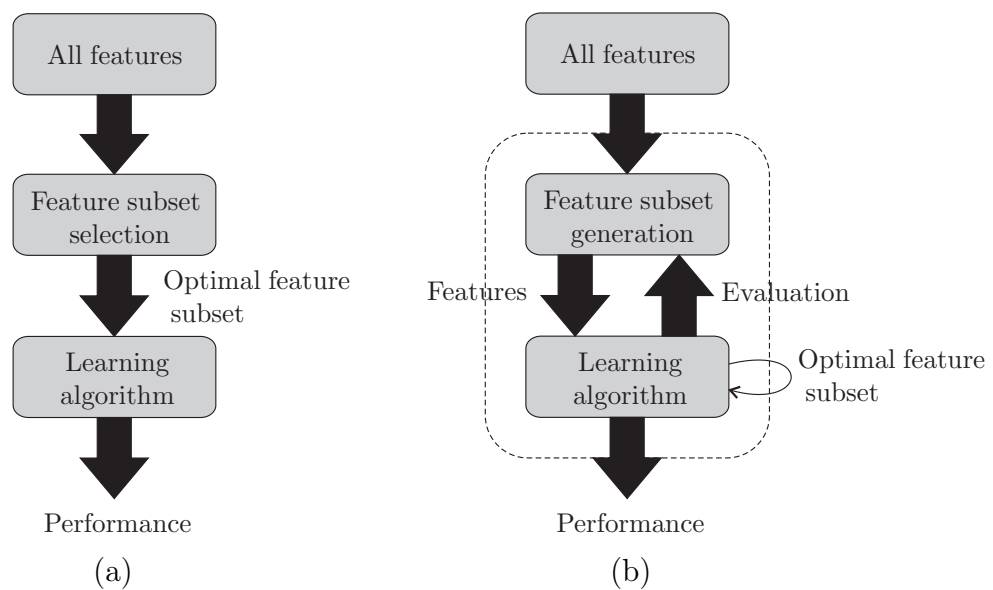 All features
Feature subset
selection
Optimal feature
subset
Learning
algorithm
Performance
(a)
All features
Feature subset
generation
Features
Evaluation
Learning
algorithm
Optimal feature
subset
Performance
(b)